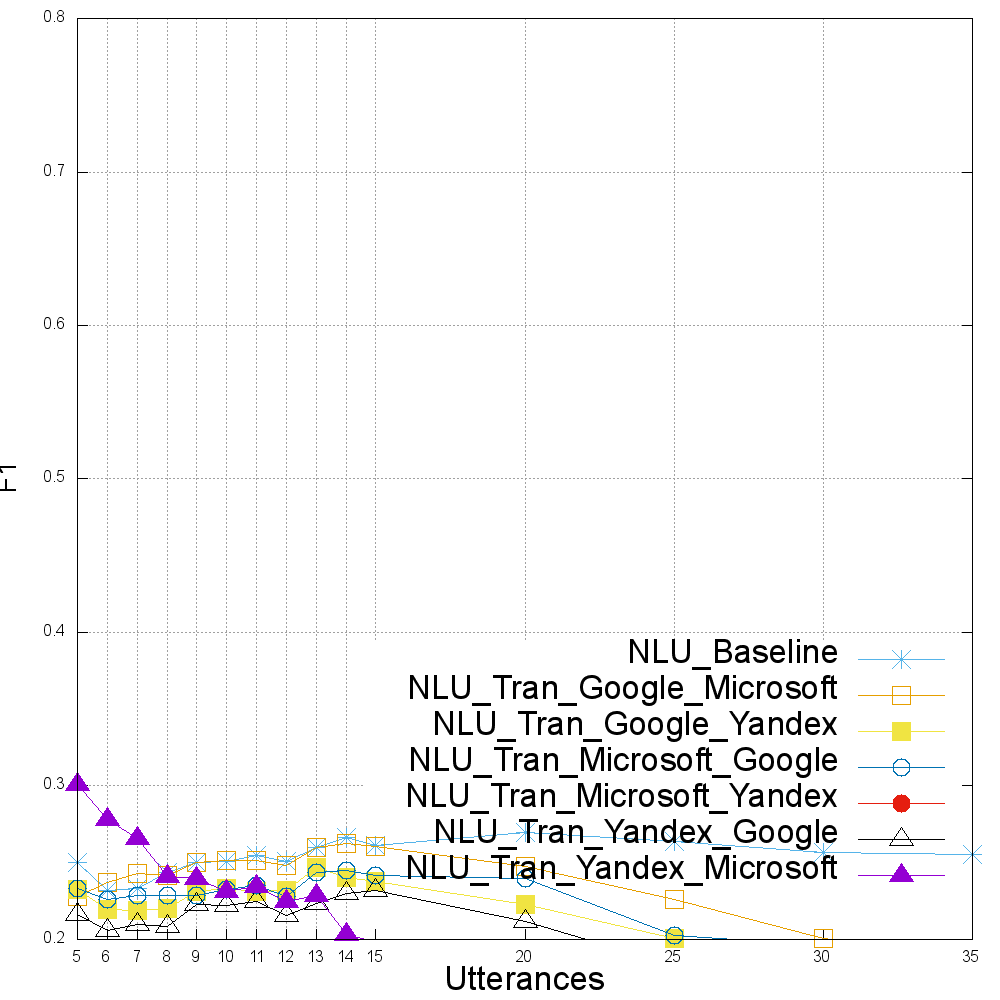 0.8
0.7
0.6
0.5
0.4
0.3
0.2
F1
NLU_Baseline
NLU_Tran_Google_Microsoft
NLU_Tran_Google_Yandex
NLU_Tran_Microsoft_Google
NLU_Tran_Microsoft_Yandex
NLU_Tran_Yandex_Google
NLU_Tran_Yandex_Microsoft
5 6 7 8 9 10 11 12 13 14 15 20 25 30 35
Utterances